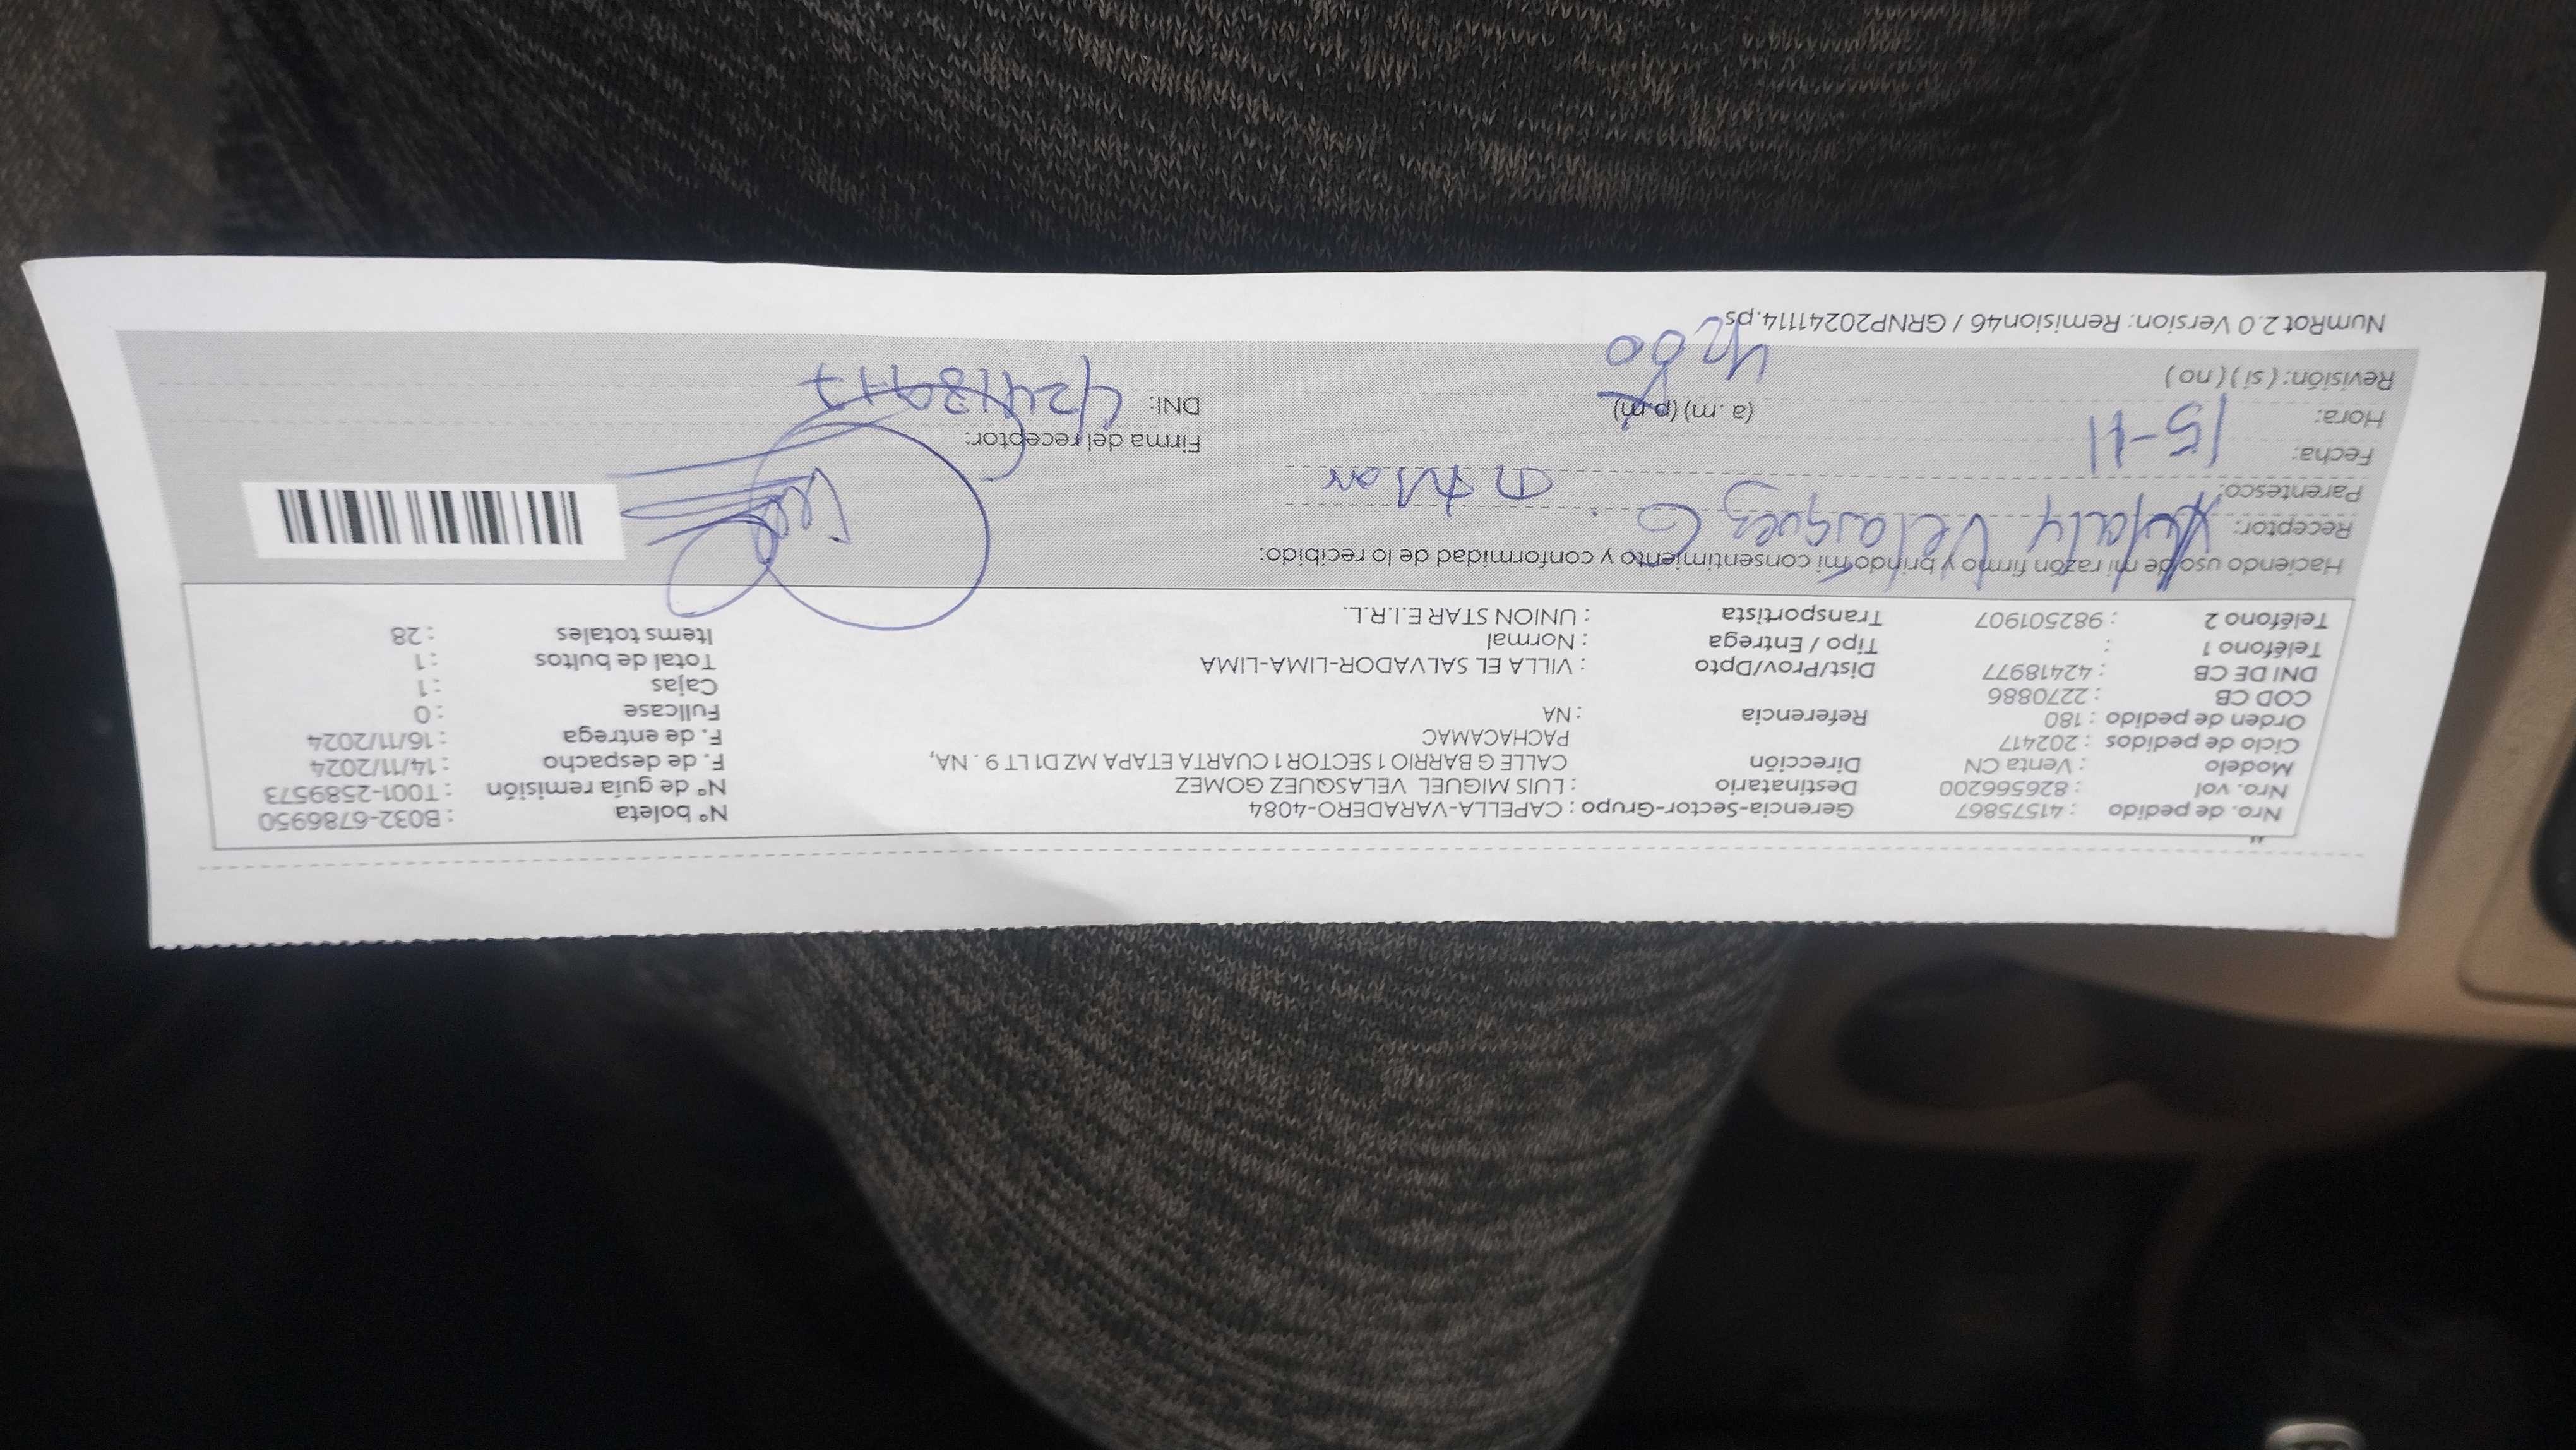 Nro. de pedido : 41575867 Gerencia-Sector-Grupo : CAPELLA-VARADERO-4084 N° boleta : B032-6786950
Nro. vol : 826566200 Destinatario : LUIS MIGUEL VELASQUEZ GOMEZ N° de guía remisión : T001-2589573
Modelo : Venta CN Dirección CALLE G BARRIO 1 SECTOR 1 CUARTA ETAPA MZ D1 LT 9 . NA, F. de despacho : 14/11/2024
Ciclo de pedidos : 202417 PACHACAMAC F. de entrega : 16/11/2024
Orden de pedido : 180 Referencia : NA Fullcase : 0
COD CB : 2270886 Cajas : 1
DNI DE CB : 42418977 Dist/Prov/Dpto : VILLA EL SALVADOR-LIMA-LIMA Total de bultos : 1
Teléfono 1 : Tipo / Entrega : Normal Items totales : 28
Teléfono 2 : 982501907 Transportista : UNION STAR E.I.R.L.
Haciendo uso de mi razón firmo y brindo mi consentimiento y conformidad de lo recibido:
Receptor: Velasquez G
Parentesco:
Fecha: 15-11 Firma del receptor:
Hora: (a. m) (p.m) DNI:
Revisión: ( si ) ( no )
NumRot 2.0 Version: Remision46 / GRNP20241114.ps